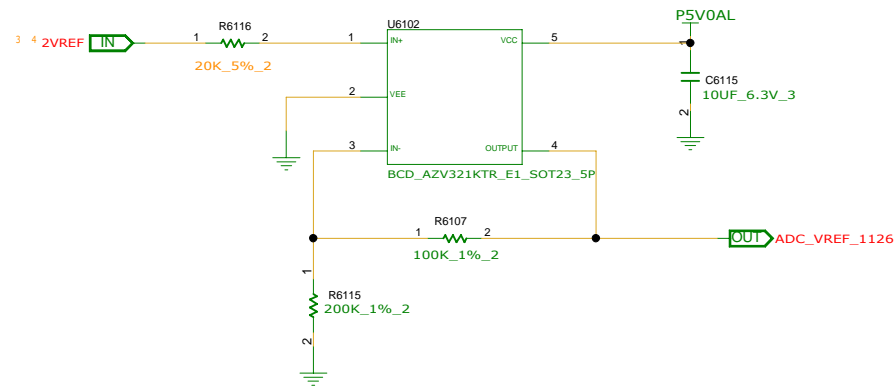 P5V0AL
R6116
U6102
3 4 2VREF IN 1 2 1 IN+ VCC 5 1
20K_5%_2
C6115
10UF_6.3V_3
2 VEE
2
3 IN- OUTPUT 4
BCD_AZV321KTR_E1_SOT23_5P
R6107
1 2 OUT ADC_VREF_1126
100K_1%_2
1
R6115
200K_1%_2
2